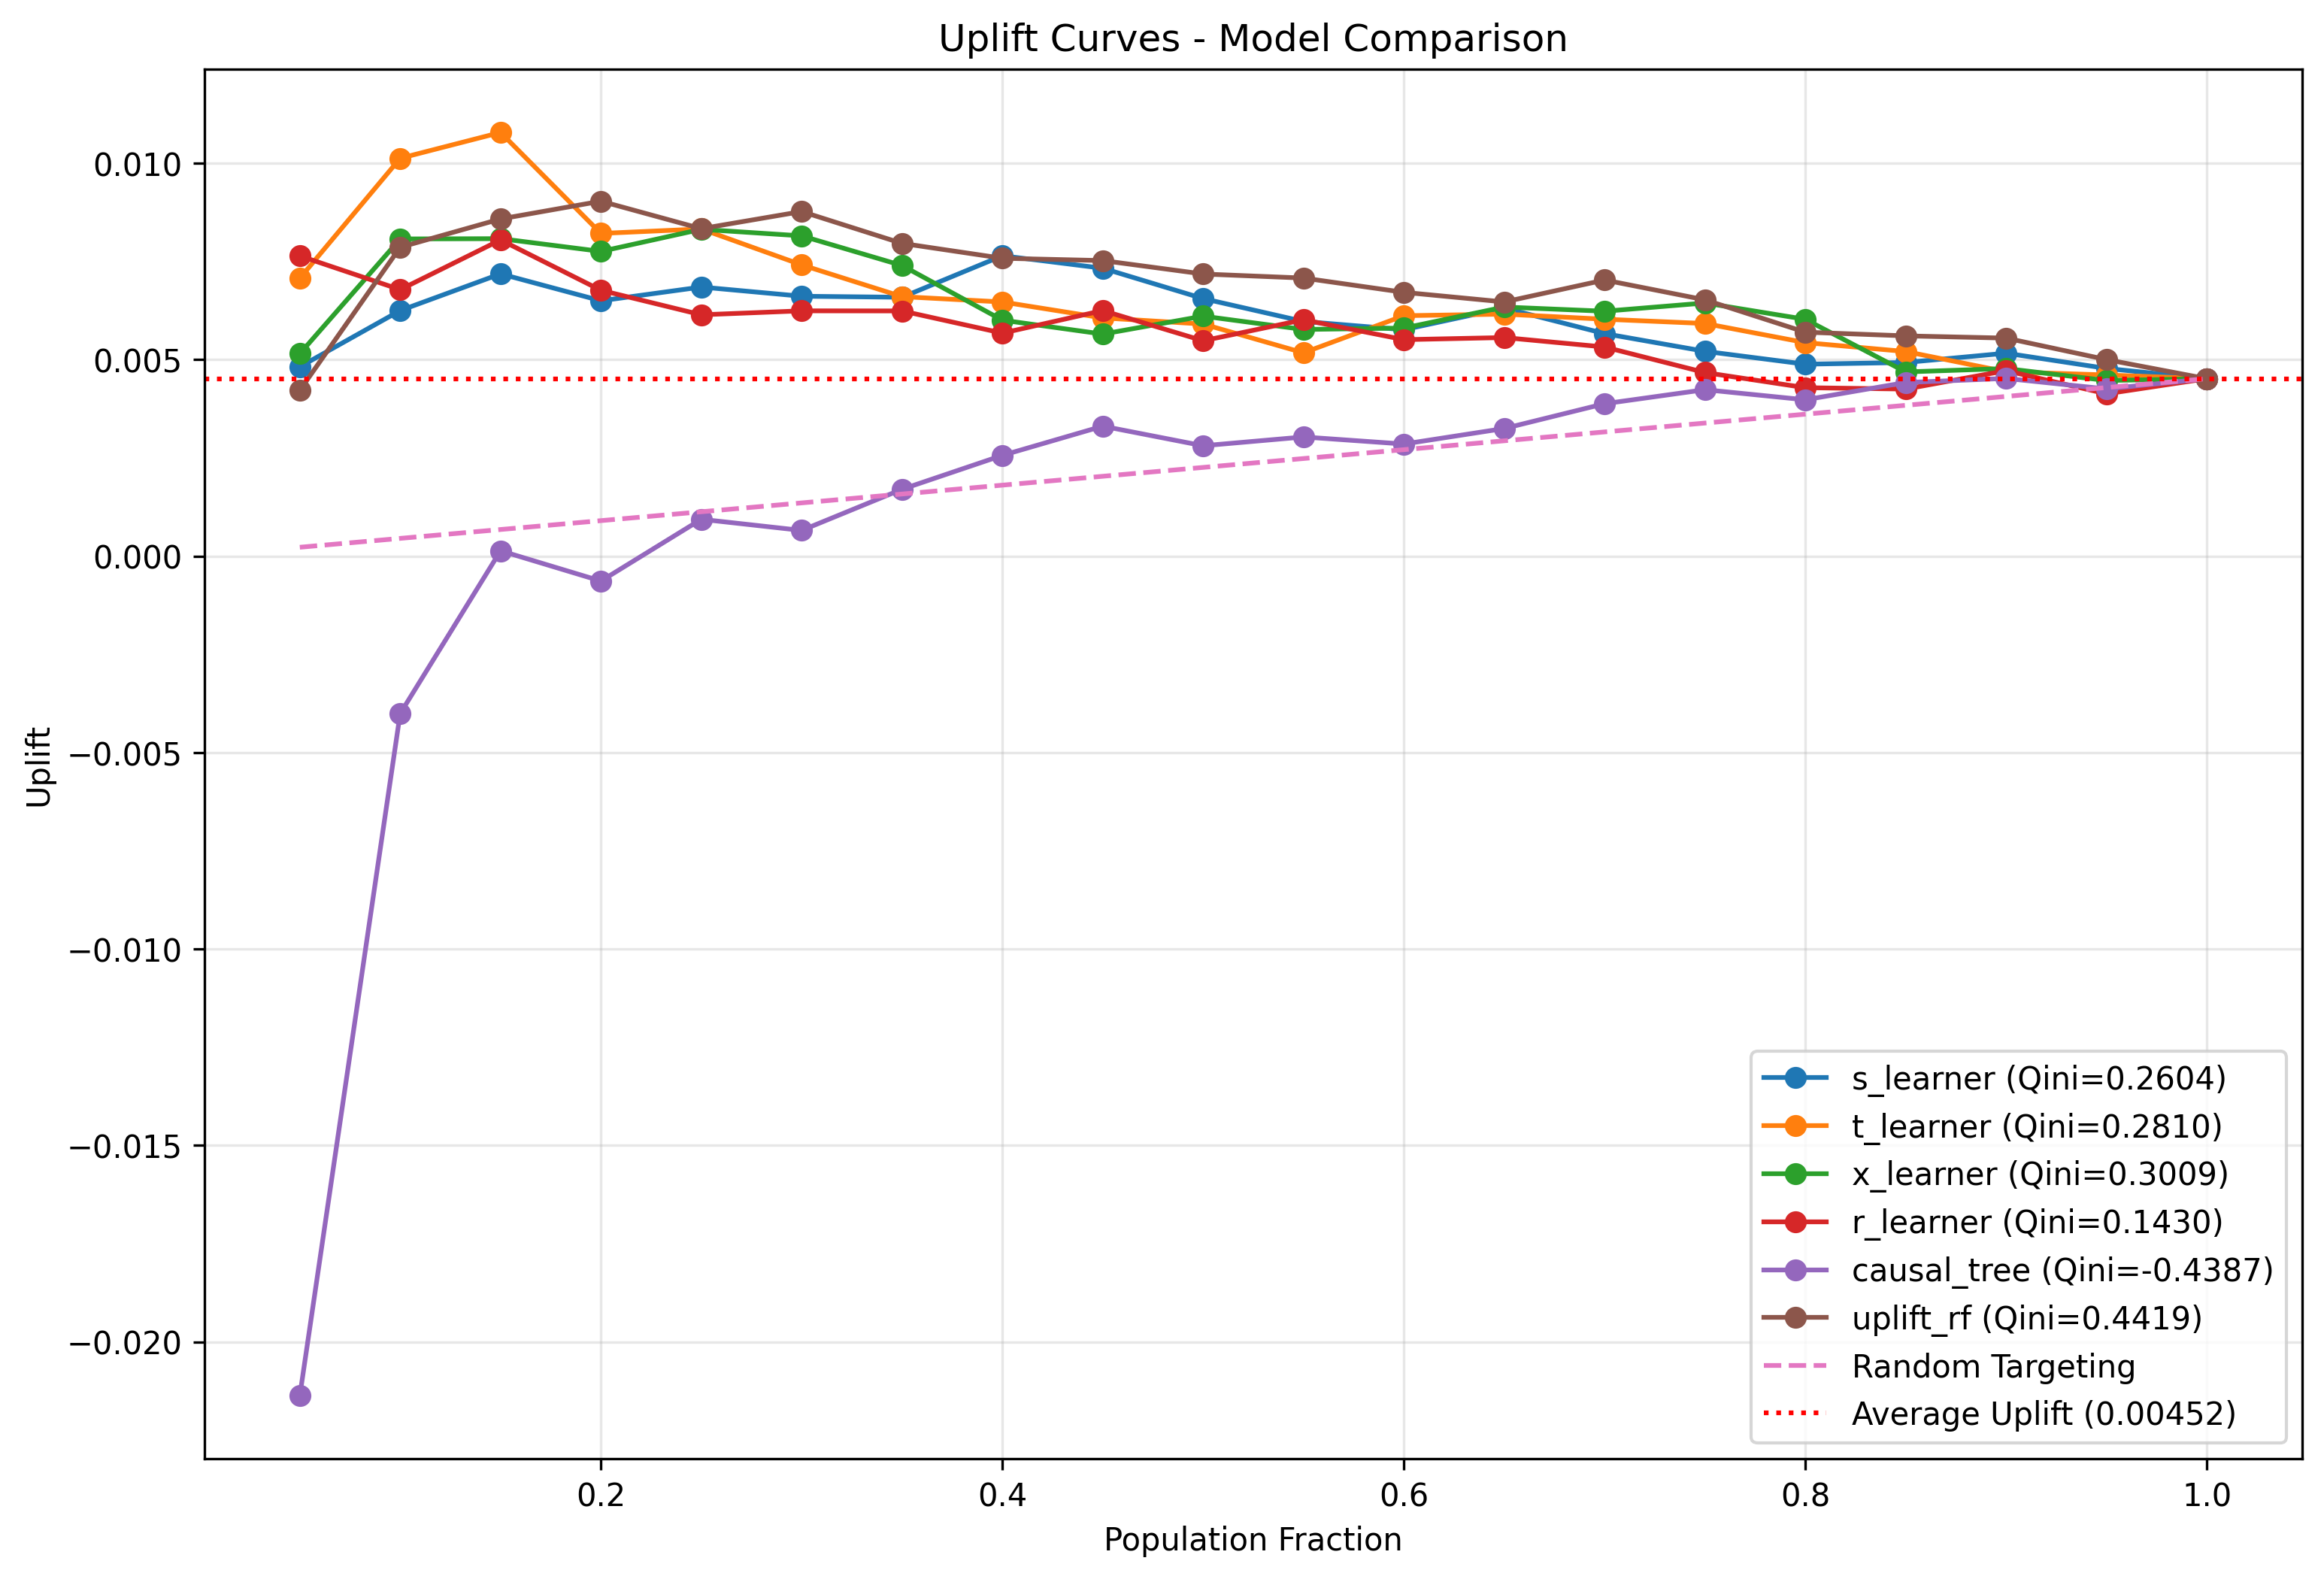 Uplift Curves - Model Comparison
Uplift
0.010
0.005
0.000
−0.005
−0.010
−0.015
−0.020
0.2
0.4
0.6
0.8
1.0
Population Fraction
s_learner (Qini=0.2604)
t_learner (Qini=0.2810)
x_learner (Qini=0.3009)
r_learner (Qini=0.1430)
causal_tree (Qini=-0.4387)
uplift_rf (Qini=0.4419)
Random Targeting
Average Uplift (0.00452)